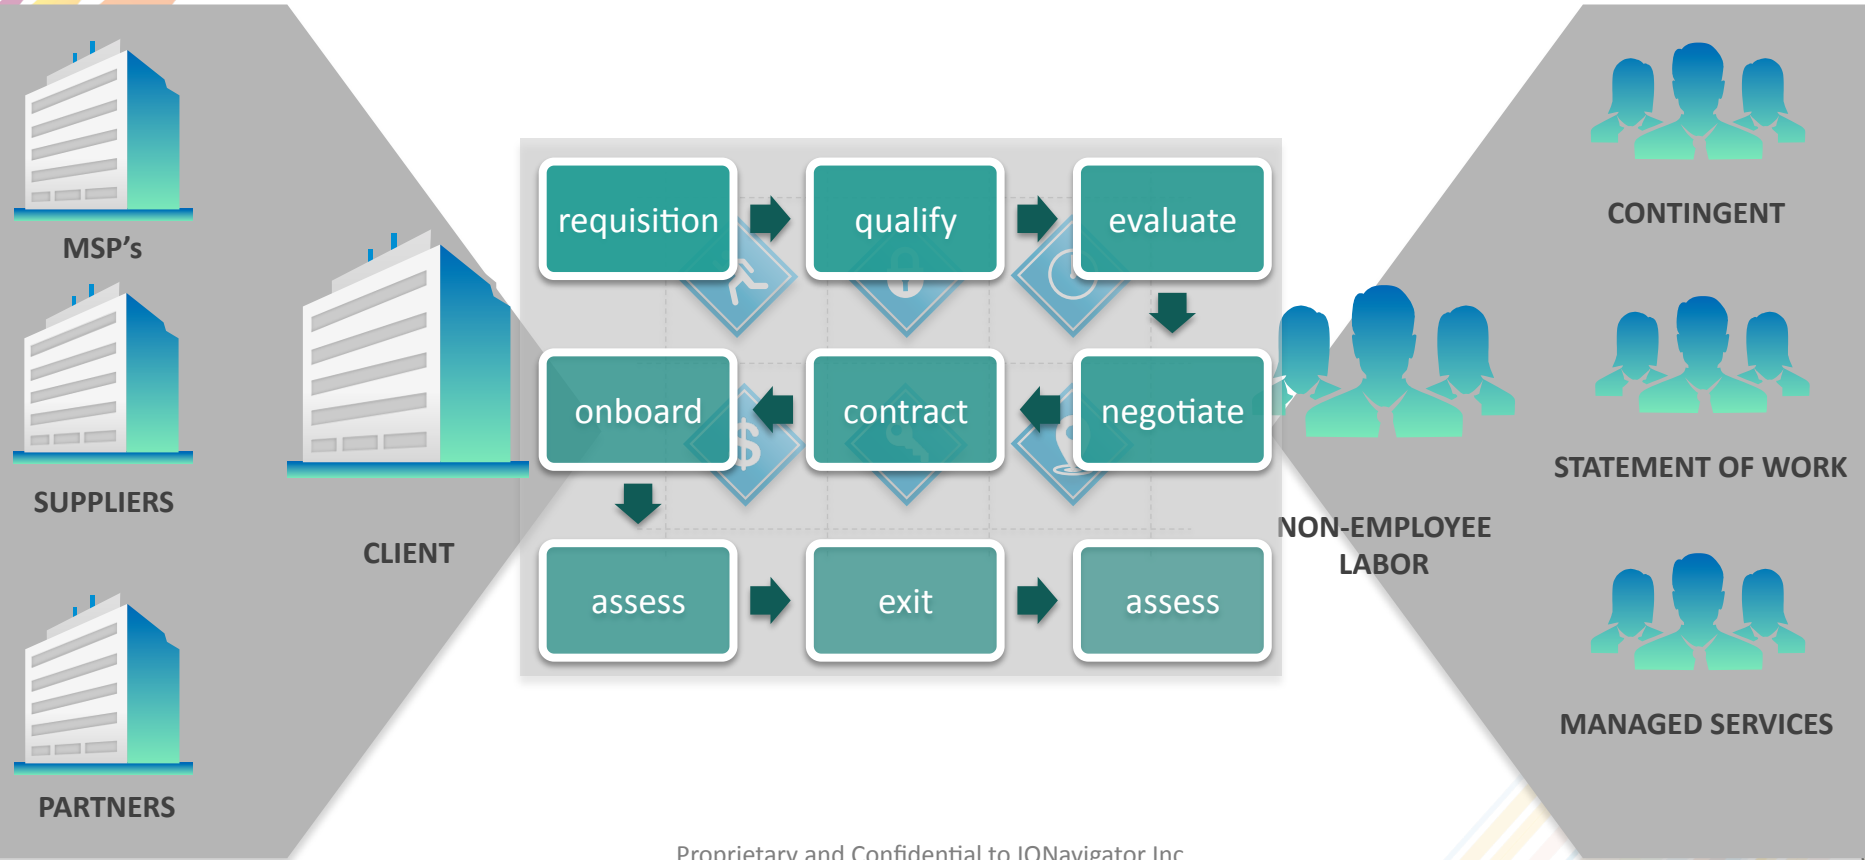 MSP's
SUPPLIERS
PARTNERS
CLIENT
requisition
qualify
evaluate
negotiate
contract
onboard
assess
exit
assess
NON-EMPLOYEE
LABOR
CONTINGENT
STATEMENT OF WORK
MANAGED SERVICES
Proprietary and Confidential to IQNavigator Inc